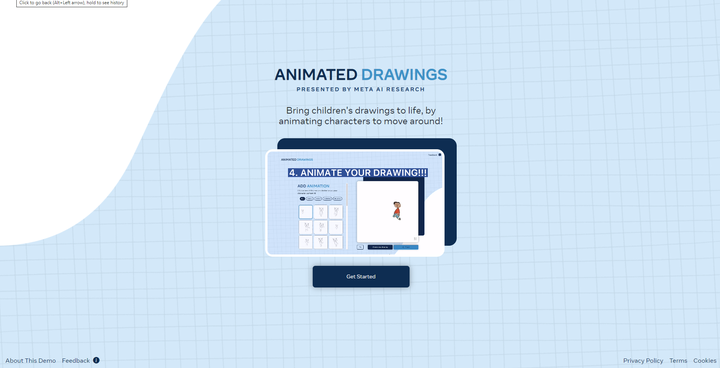 Click to go back (Alt+Left arrow), hold to see history
ANIMATED DRAWINGS
PRESENTED BY META AI RESEARCH
Bring children's drawings to life, by
animating characters to move around!
ANIMATED DRAWINGS
4. ANIMATE YOUR DRAWING!!!
ADD ANIMATION
Get Started
About This Demo Feedback
Privacy Policy Terms Cookies